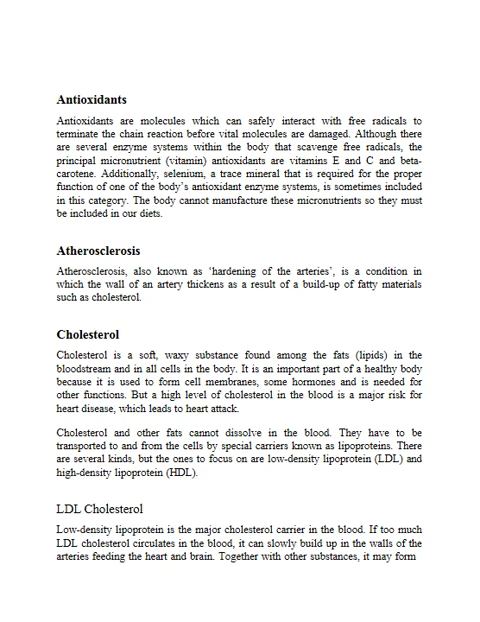 Antioxidants
Antioxidants are molecules which can safely interact with free radicals to
terminate the chain reaction before vital molecules are damaged. Although there
are several enzyme systems within the body that scavenge free radicals, the
principal micronutrient (vitamin) antioxidants are vitamins E and C and beta-
carotene. Additionally, selenium, a trace mineral that is required for the proper
function of one of the body's antioxidant enzyme systems, is sometimes included
in this category. The body cannot manufacture these micronutrients so they must
be included in our diets.
Atherosclerosis
Atherosclerosis, also known as ‘hardening of the arteries’, is a condition in
which the wall of an artery thickens as a result of a build-up of fatty materials
such as cholesterol.
Cholesterol
Cholesterol is a soft, waxy substance found among the fats (lipids) in the
bloodstream and in all cells in the body. It is an important part of a healthy body
because it is used to form cell membranes, some hormones and is needed for
other functions. But a high level of cholesterol in the blood is a major risk for
heart disease, which leads to heart attack.
Cholesterol and other fats cannot dissolve in the blood. They have to be
transported to and from the cells by special carriers known as lipoproteins. There
are several kinds, but the ones to focus on are low-density lipoprotein (LDL) and
high-density lipoprotein (HDL).
LDL Cholesterol
Low-density lipoprotein is the major cholesterol carrier in the blood. If too much
LDL cholesterol circulates in the blood, it can slowly build up in the walls of the
arteries feeding the heart and brain. Together with other substances, it may form